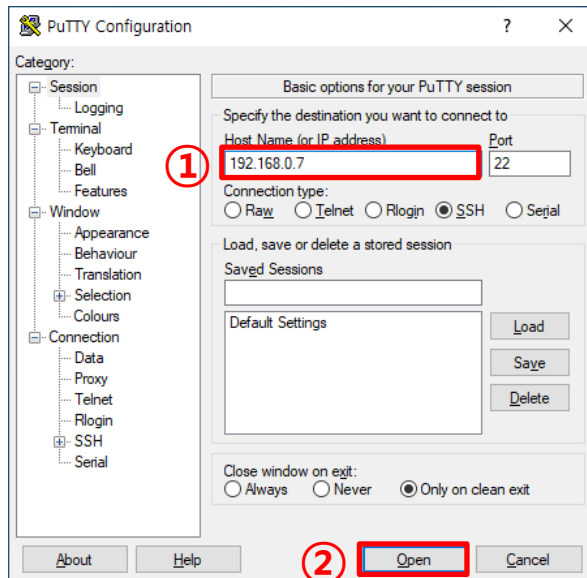 PuTTY Configuration
?
Category:
Session
Logging
Terminal
Keyboard
Bell
Features
Window
Appearance
Behaviour
Translation
Selection
Colours
Connection
Data
Proxy
Telnet
Rlogin
SSH
Serial
Basic options for your PuTTY session
Specify the destination you want to connect to
Host Name (or IP address) Port
① 192.168.0.7 22
Connection type:
Raw Telnet Rlogin SSH Serial
Load, save or delete a stored session
Saved Sessions
Default Settings
Load
Save
Delete
Close window on exit:
Always Never Only on clean exit
About Help ② Open Cancel